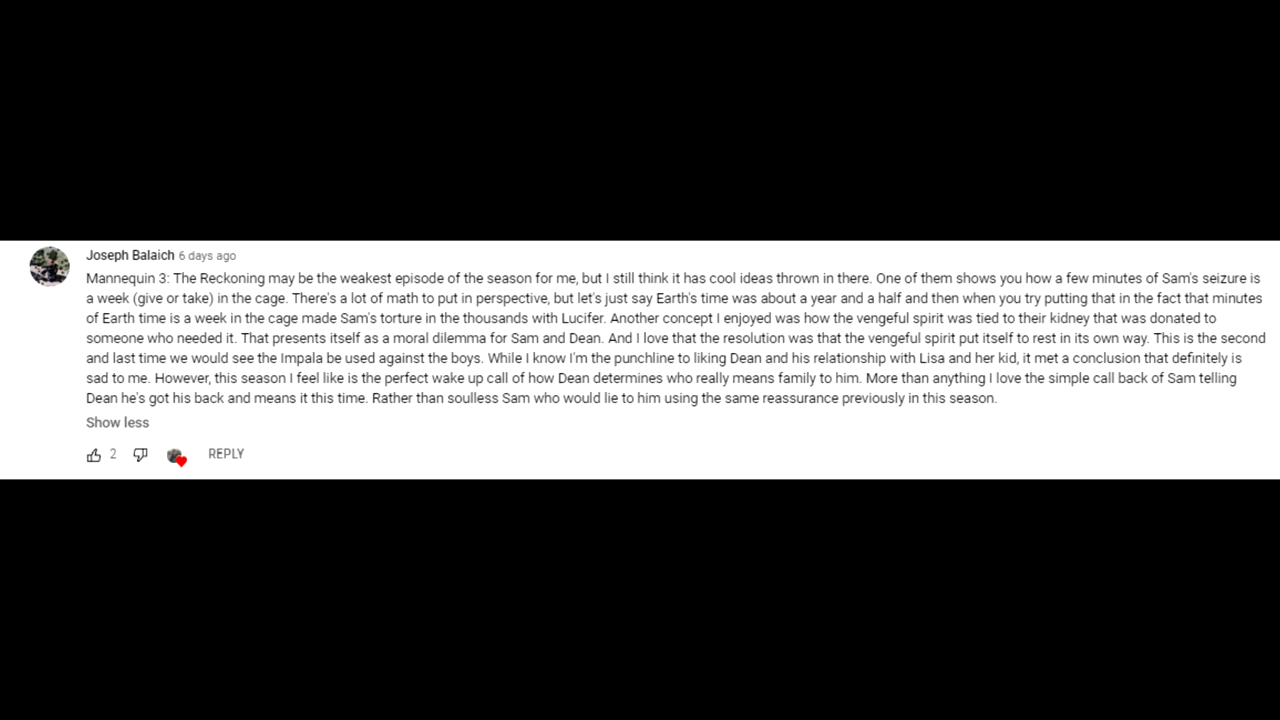 Joseph Balaich 6 days ago
Mannequin 3: The Reckoning may be the weakest episode of the season for me, but I still think it has cool ideas thrown in there. One of them shows you how a few minutes of Sam's seizure is
a week (give or take) in the cage. There's a lot of math to put in perspective, but let's just say Earth's time was about a year and a half and then when you try putting that in the fact that minutes
of Earth time is a week in the cage made Sam's torture in the thousands with Lucifer. Another concept I enjoyed was how the vengeful spirit was tied to their kidney that was donated to
someone who needed it. That presents itself as a moral dilemma for Sam and Dean. And I love that the resolution was that the vengeful spirit put itself to rest in its own way. This is the second
and last time we would see the Impala be used against the boys. While I know I'm the punchline to liking Dean and his relationship with Lisa and her kid, it met a conclusion that definitely is
sad to me. However, this season I feel like is the perfect wake up call of how Dean determines who really means family to him. More than anything I love the simple call back of Sam telling
Dean he's got his back and means it this time. Rather than soulless Sam who would lie to him using the same reassurance previously in this season.
Show less
2 REPLY